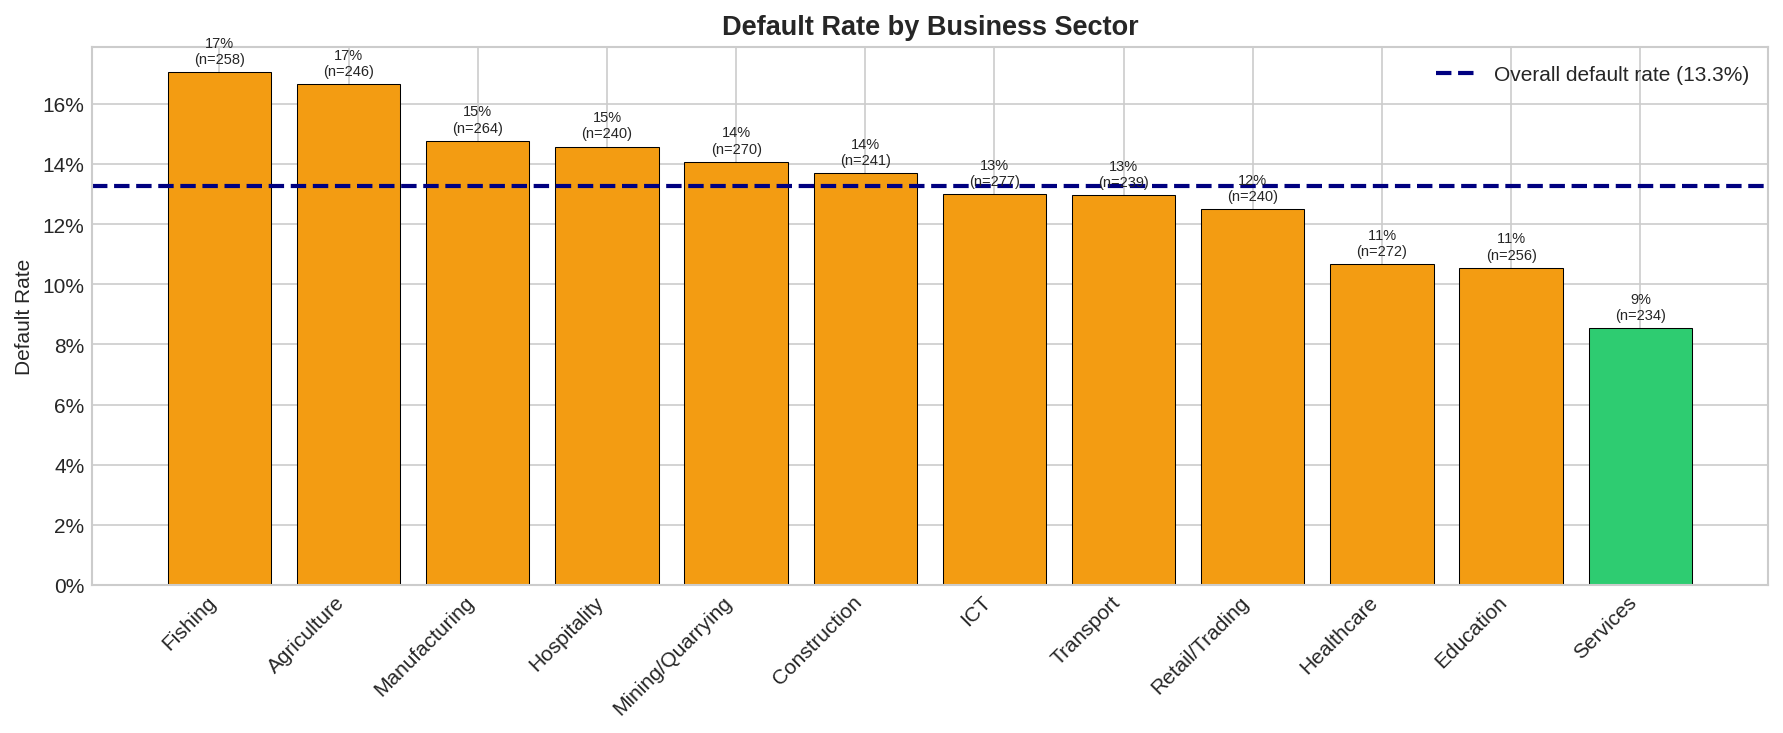 Default Rate by Business Sector
Overall default rate (13.3%)
Default Rate
16%
14%
12%
10%
8%
6%
4%
2%
0%
17%
(n=258)
17%
(n=246)
15%
(n=264)
15%
(n=240)
14%
(n=270)
14%
(n=241)
13%
(n=277)
13%
(n=239)
12%
(n=240)
11%
(n=272)
11%
(n=256)
9%
(n=234)
Fishing
Agriculture
Manufacturing
Hospitality
Mining/Quarrying
Construction
ICT
Transport
Retail/Trading
Healthcare
Education
Services